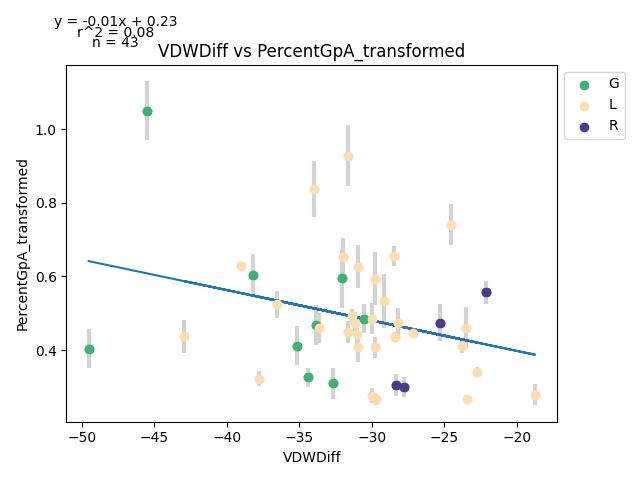 y = -0.01x + 0.23
r^2 = 0.08
n = 43
VDWDiff vs PercentGpA_transformed
G
L
R
PercentGpA_transformed
1.0
0.8
0.6
0.4
−50
−45
−40
−35
−30
−25
−20
VDWDiff